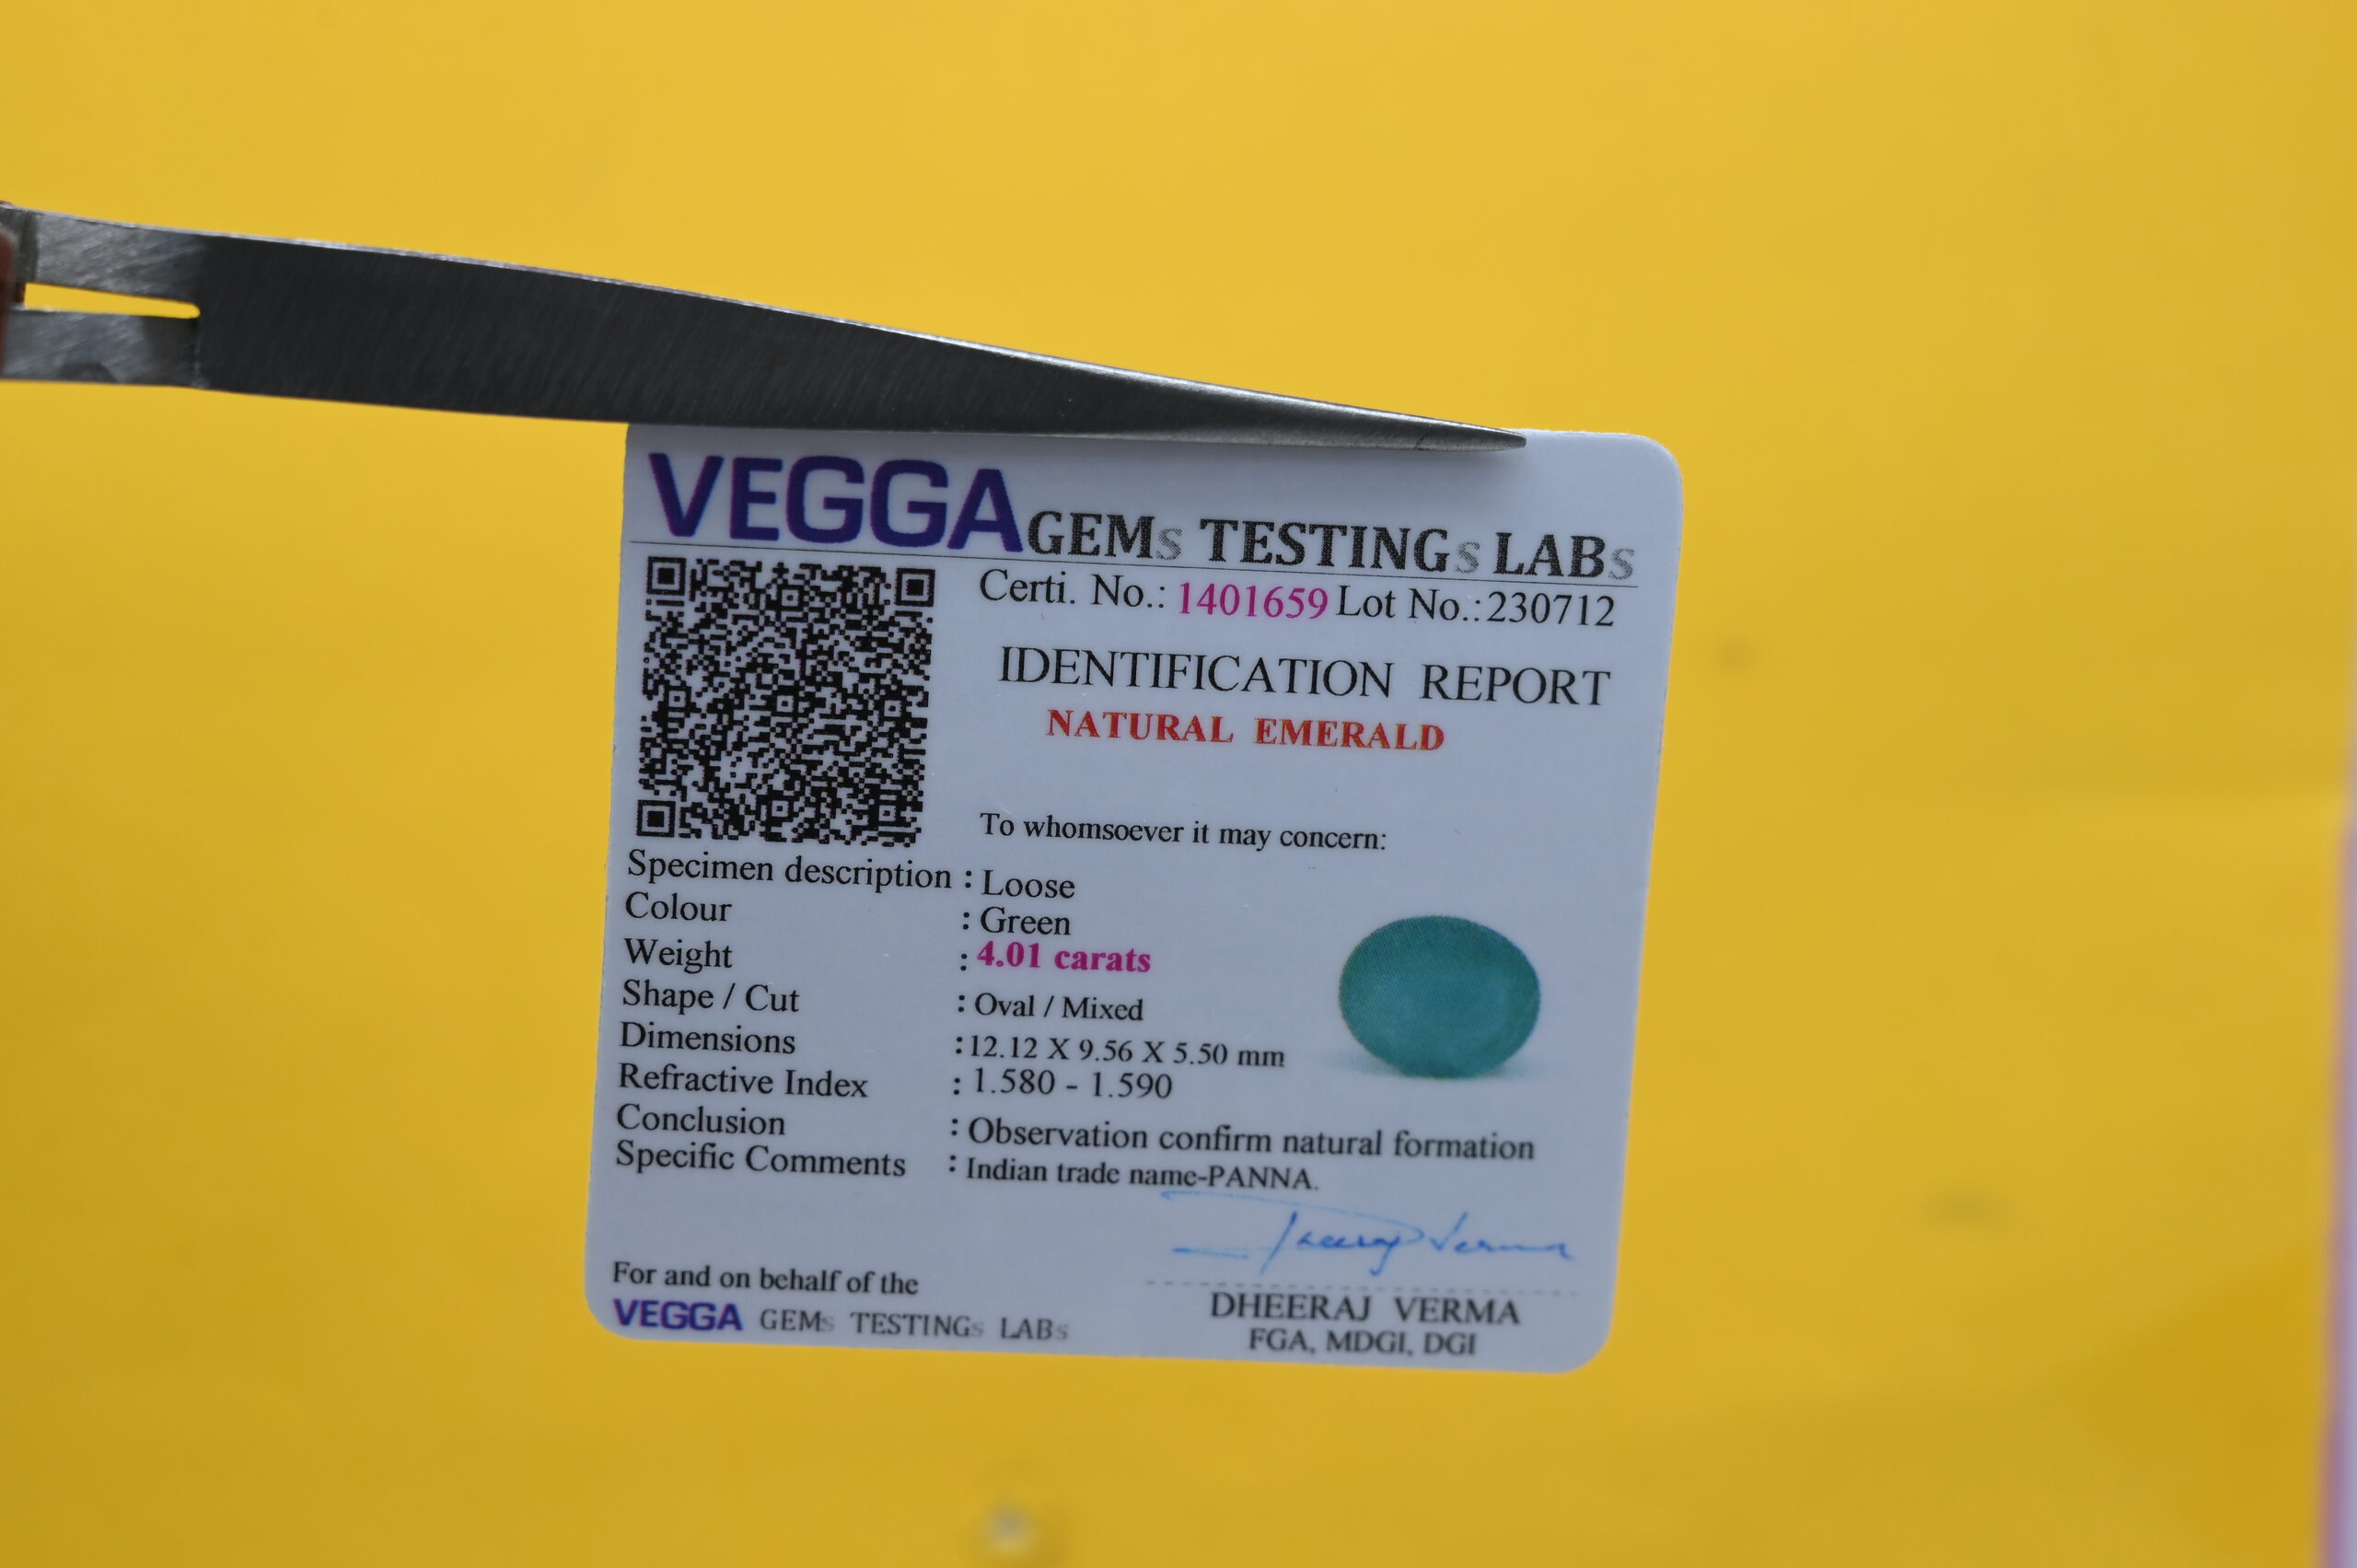 VEGGA GEMs TESTINGs LABs
Certi. No.: 1401659 Lot No.:230712
IDENTIFICATION REPORT
NATURAL EMERALD
To whomsoever it may concern:
Specimen description : Loose
Colour : Green
Weight : 4.01 carats
Shape / Cut : Oval / Mixed
Dimensions :12.12 X 9.56 X 5.50 mm
Refractive Index : 1.580 - 1.590
Conclusion : Observation confirm natural formation
Specific Comments : Indian trade name-PANNA.
Dheeraj Verma
For and on behalf of the
VEGGA GEMs TESTINGs LABs
DHEERAJ VERMA
FGA, MDGI, DGI